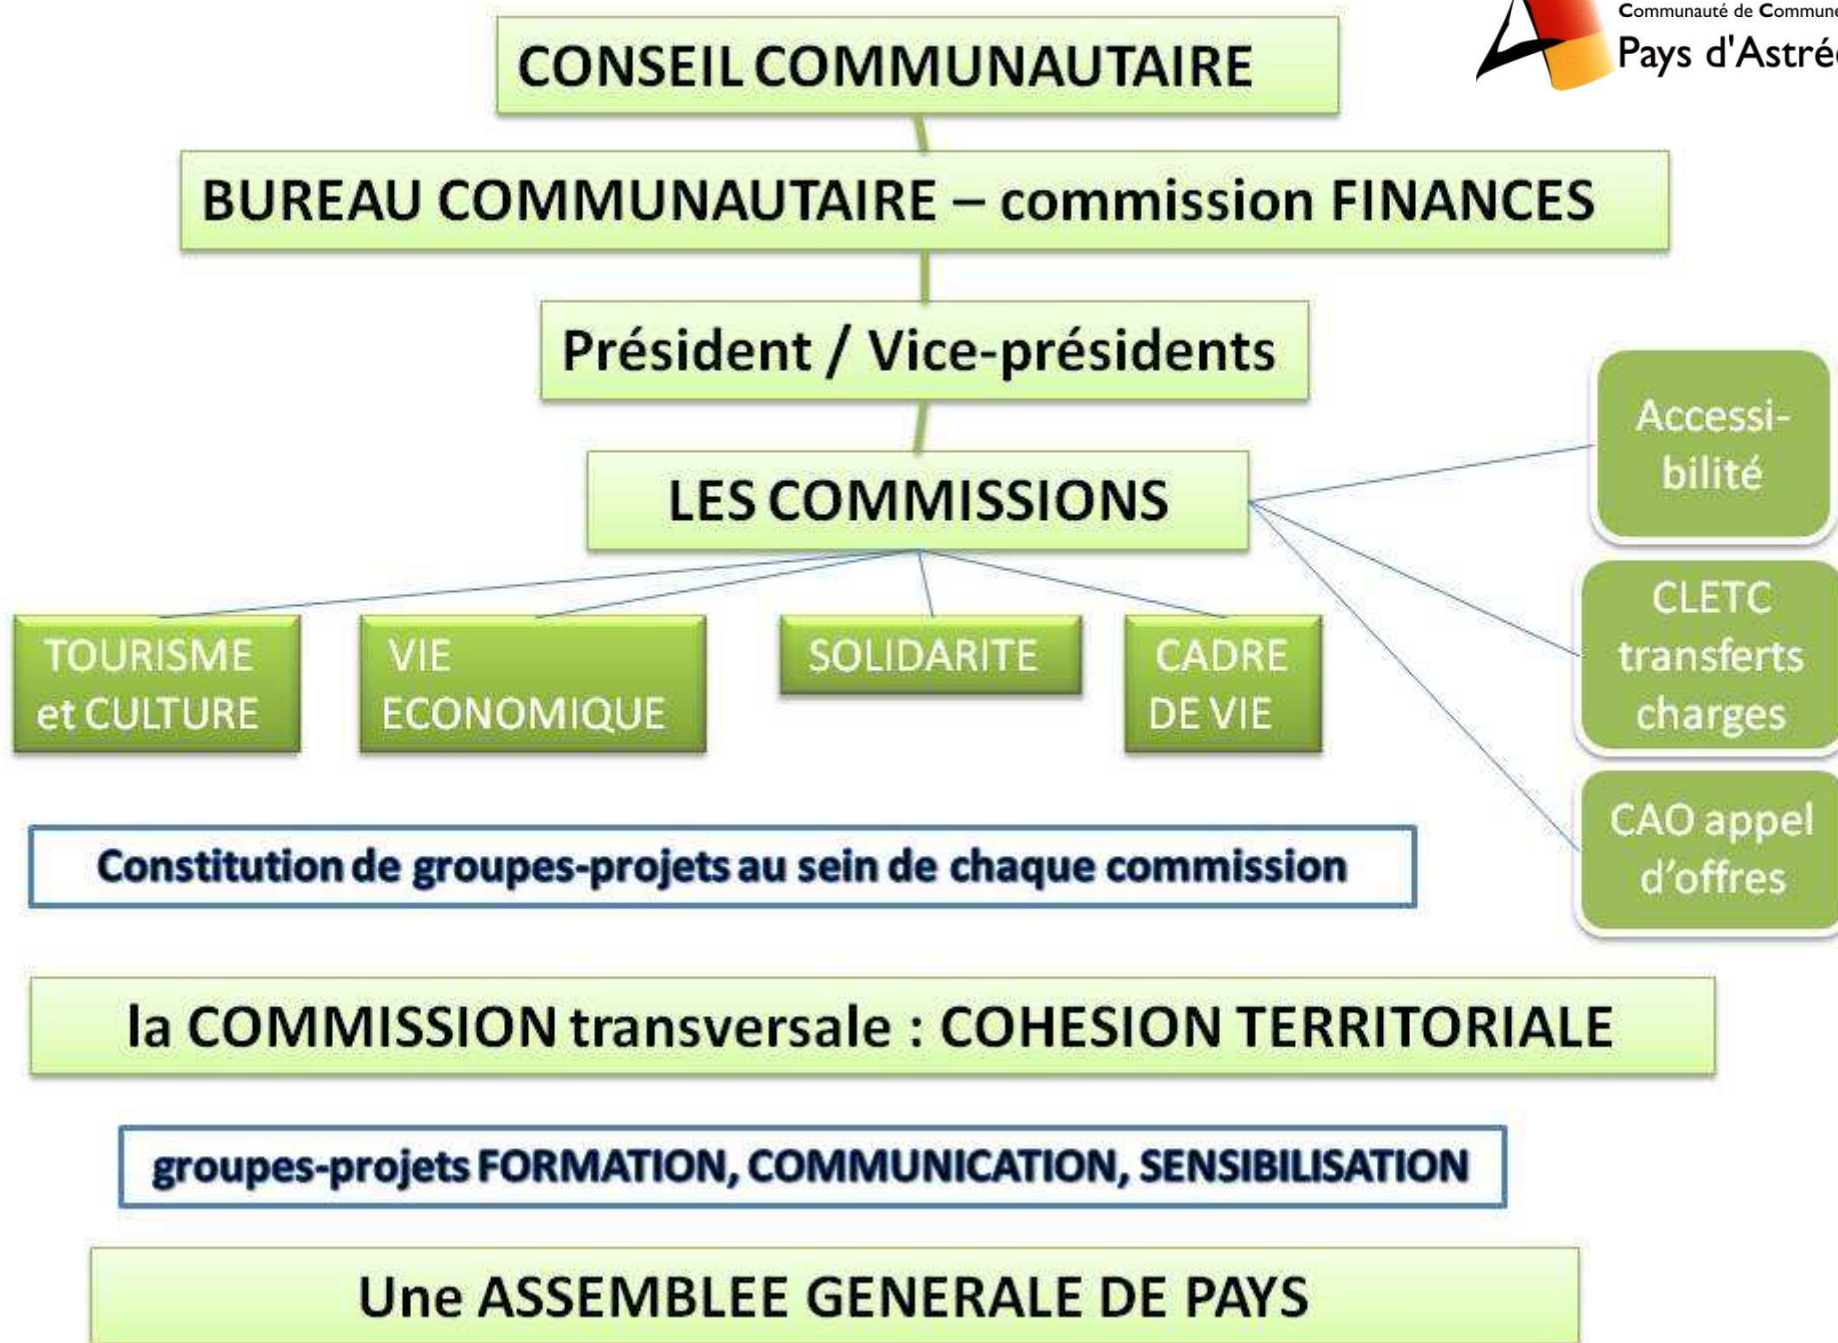 Communauté de Commune
Pays d'Astrée
CONSEIL COMMUNAUTAIRE
BUREAU COMMUNAUTAIRE – commission FINANCES
Président / Vice-présidents
LES COMMISSIONS
Accessi-
bilité
CLETC
transferts
charges
CAO appel
d’offres
TOURISME
et CULTURE
VIE
ECONOMIQUE
SOLIDARITE
CADRE
DE VIE
Constitution de groupes-projets au sein de chaque commission
la COMMISSION transversale : COHESION TERRITORIALE
groupes-projets FORMATION, COMMUNICATION, SENSIBILISATION
Une ASSEMBLEE GENERALE DE PAYS